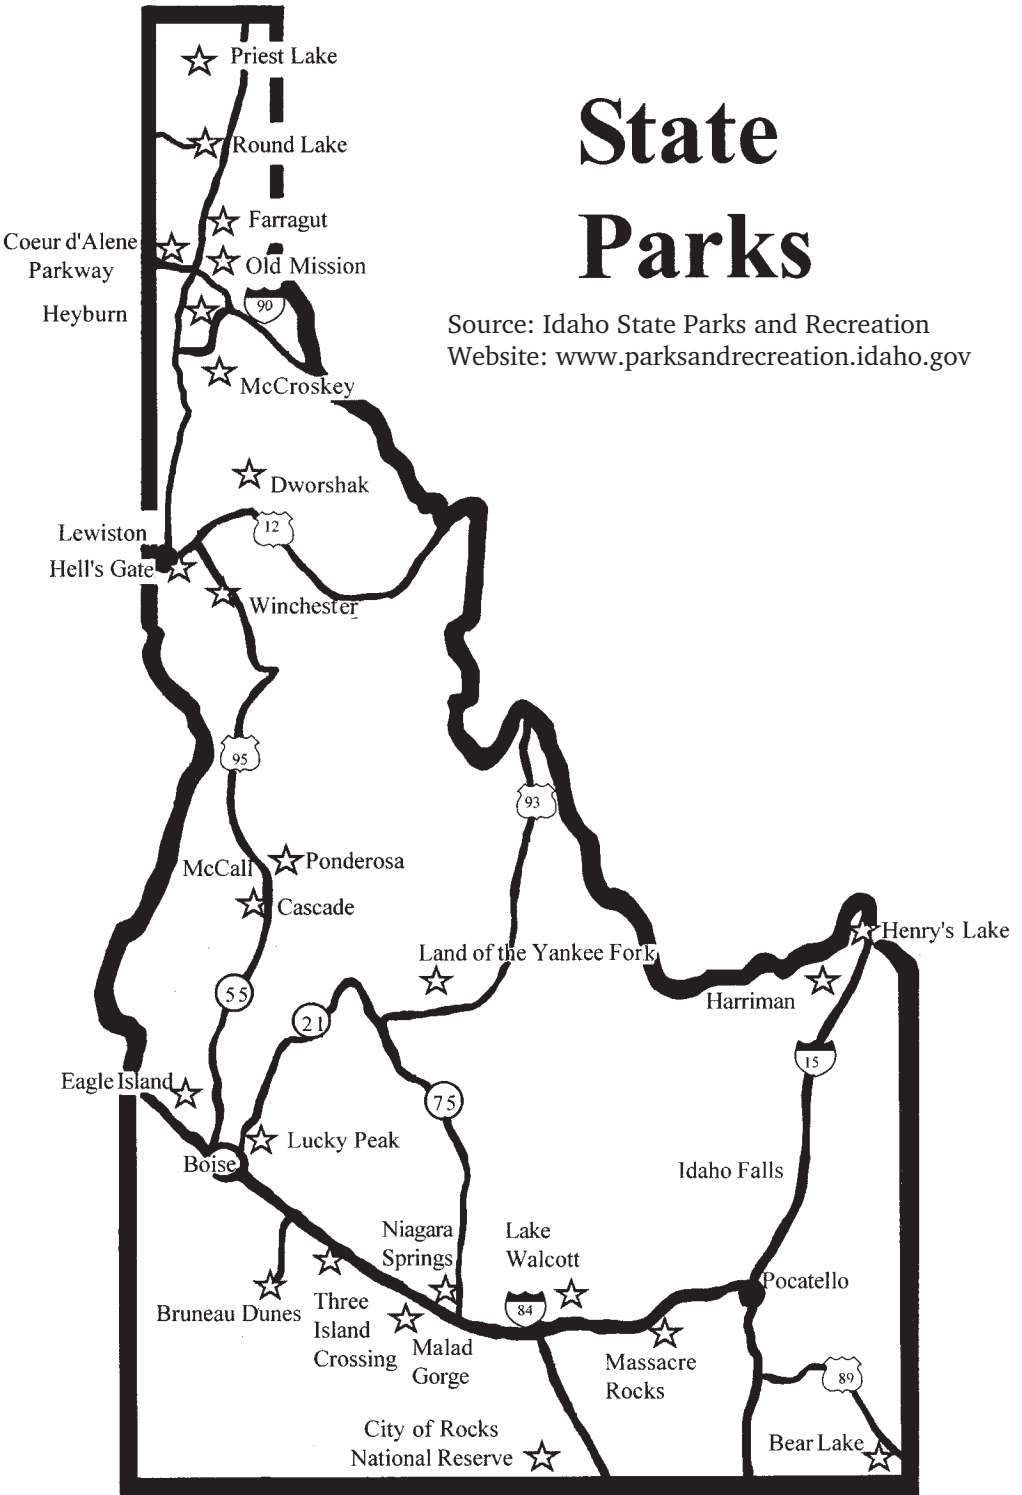 State
Parks
Source: Idaho State Parks and Recreation
Website: www.parksandrecreation.idaho.gov
Priest Lake
Round Lake
Farragut
Coeur d'Alene
Parkway
Old Mission
90
Heyburn
McCroskey
Dworshak
Lewiston
12
Hell's Gate
Winchester
95
93
McCall
Ponderosa
Cascade
Land of the Yankee Fork
Henry's Lake
Harriman
55
21
15
Eagle Island
75
Lucky Peak
Boise
Idaho Falls
Niagara
Springs
Lake
Walcott
Pocatello
Bruneau Dunes
Three
Island
Crossing
84
Malad
Gorge
Massacre
Rocks
89
City of Rocks
National Reserve
Bear Lake